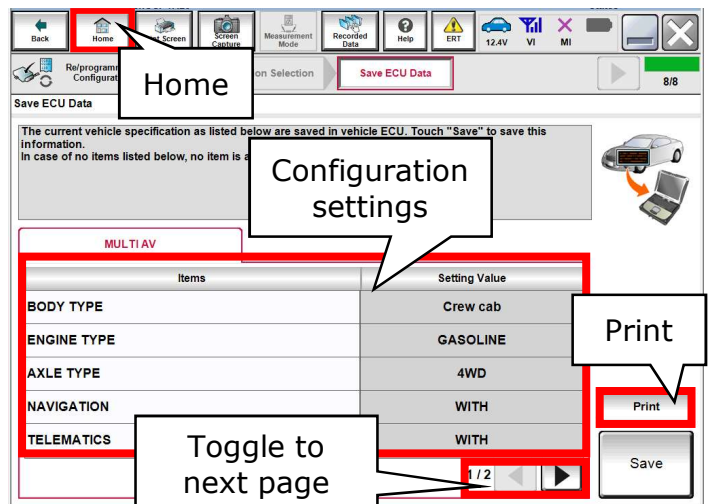 Back
Home
Screen
Screen
Capture
Measurement
Mode
Recorded
Data
Help
ERT
12.4V
VI
MI
Re/program
Configurat
Home
on Selection
Save ECU Data
8/8
Save ECU Data
The current vehicle specification as listed below are saved in vehicle ECU. Touch "Save" to save this
information.
In case of no items listed below, no item is a
Configuration
settings
MULTI AV
Items
Setting Value
BODY TYPE
Crew cab
ENGINE TYPE
GASOLINE
Print
AXLE TYPE
4WD
NAVIGATION
WITH
Print
TELEMATICS
WITH
Toggle to
next page
1 / 2
Save